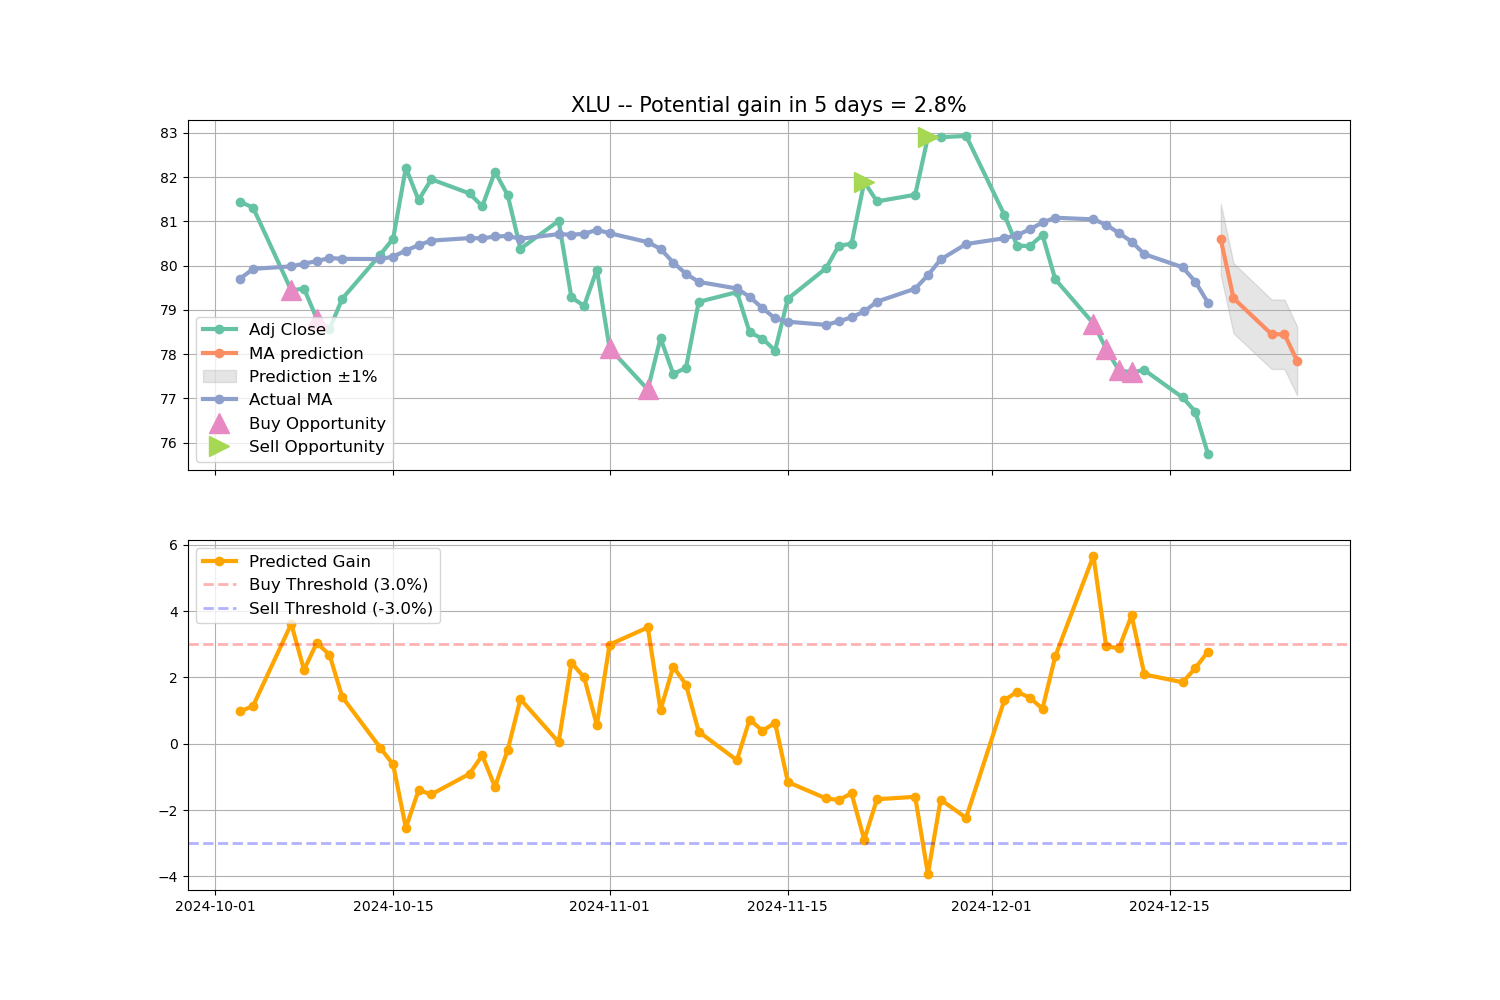 XLU -- Potential gain in 5 days = 2.8%
83
82
81
80
79
78
77
76
Adj Close
MA prediction
Prediction ±1%
Actual MA
Buy Opportunity
Sell Opportunity
6
4
2
0
−2
−4
Predicted Gain
Buy Threshold (3.0%)
Sell Threshold (-3.0%)
2024-10-01
2024-10-15
2024-11-01
2024-11-15
2024-12-01
2024-12-15